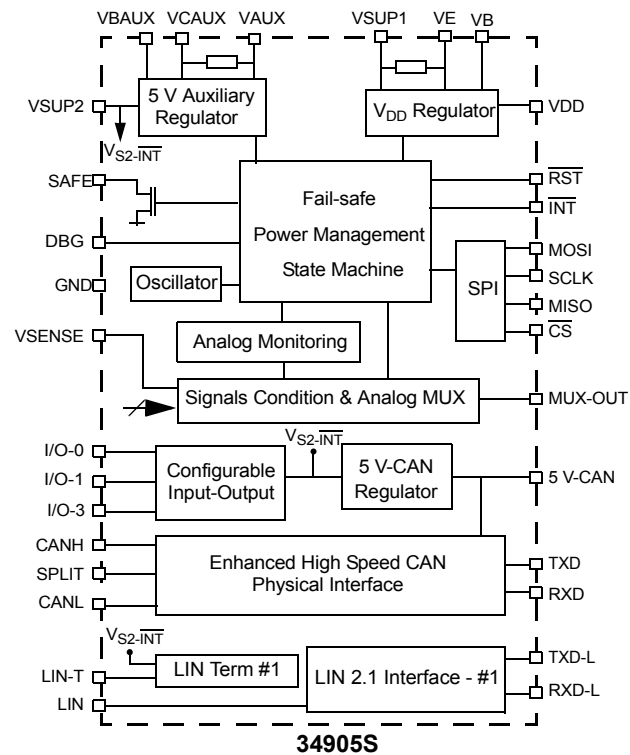 VBAUX VCAUX VAUX VSUP1 VE VB
5 V Auxiliary
Regulator
VDD Regulator
VSUP2
VDD
VS2-INT
SAFE
RST
Fail-safe
INT
Power Management
DBG
MOSI
State Machine
SPI
SCLK
GND
Oscillator
MISO
CS
VSENSE
Analog Monitoring
Signals Condition & Analog MUX
MUX-OUT
VS2-INT
I/O-0
Configurable
Input-Output
5 V-CAN
Regulator
5 V-CAN
I/O-1
I/O-3
CANH
Enhanced High Speed CAN
Physical Interface
TXD
SPLIT
RXD
CANL
VS2-INT
TXD-L
LIN Term #1
LIN 2.1 Interface - #1
LIN-T
RXD-L
LIN
34905S